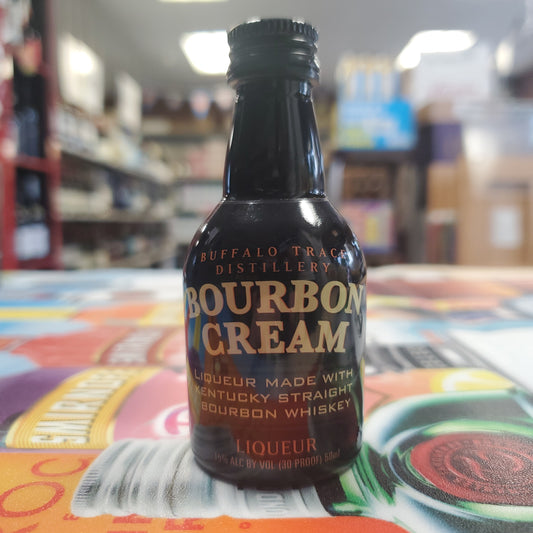 BUFFALO TRACE
DISTILLERY
BOURBON
CREAM
LIQUEUR MADE WITH
KENTUCKY STRAIGHT
BOURBON WHISKEY
LIQUEUR
15% ALC BY VOL (30 PROOF) 50ml